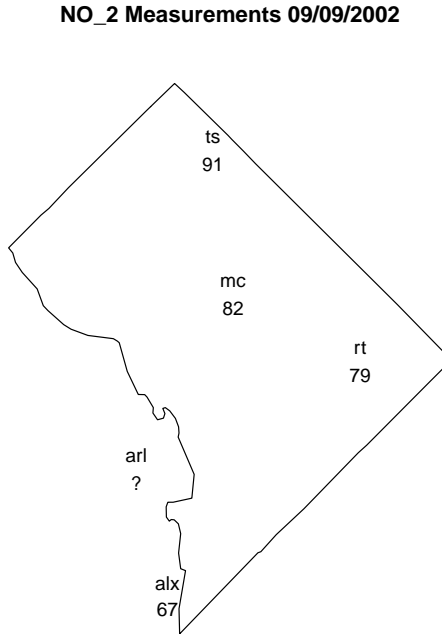 NO_2 Measurements 09/09/2002
ts
91
mc
82
rt
79
arl
?
alx
67